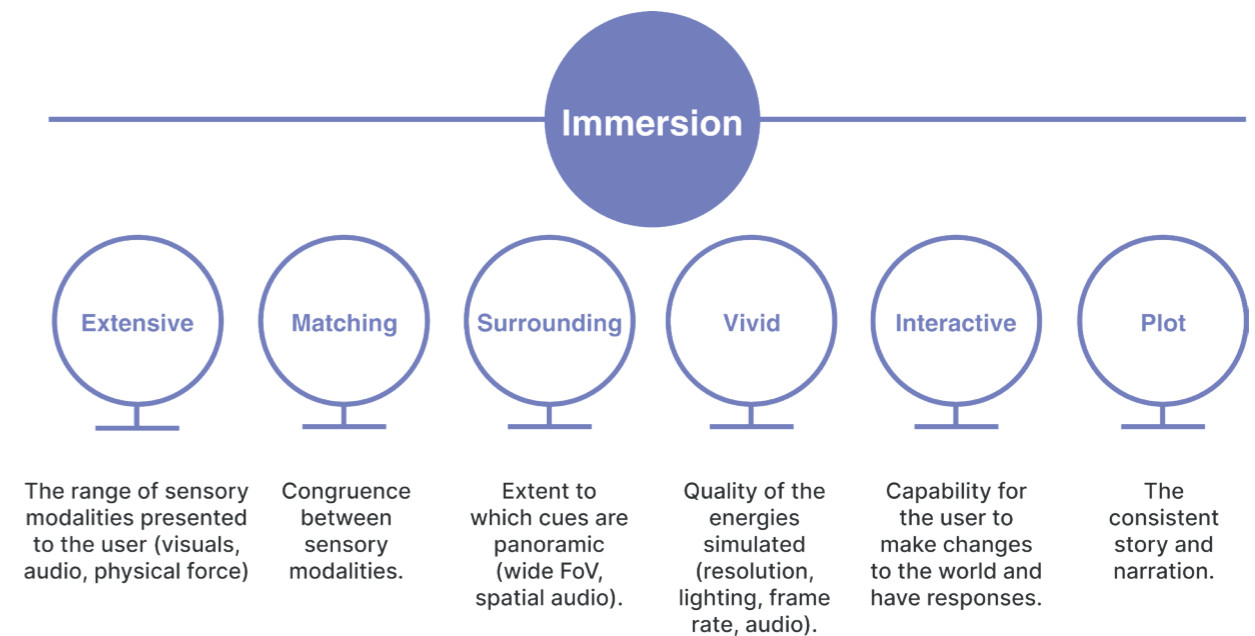 Immersion
Extensive
Matching
Surrounding
Vivid
Interactive
Plot
The range of sensory
modalities presented
to the user (visuals,
audio, physical force)
Congruence
between
sensory
modalities.
Extent to
which cues are
panoramic
(wide FoV,
spatial audio).
Quality of the
energies
simulated
(resolution,
lighting, frame
rate, audio).
Capability for
the user to
make changes
to the world and
have responses.
The
consistent
story and
narration.